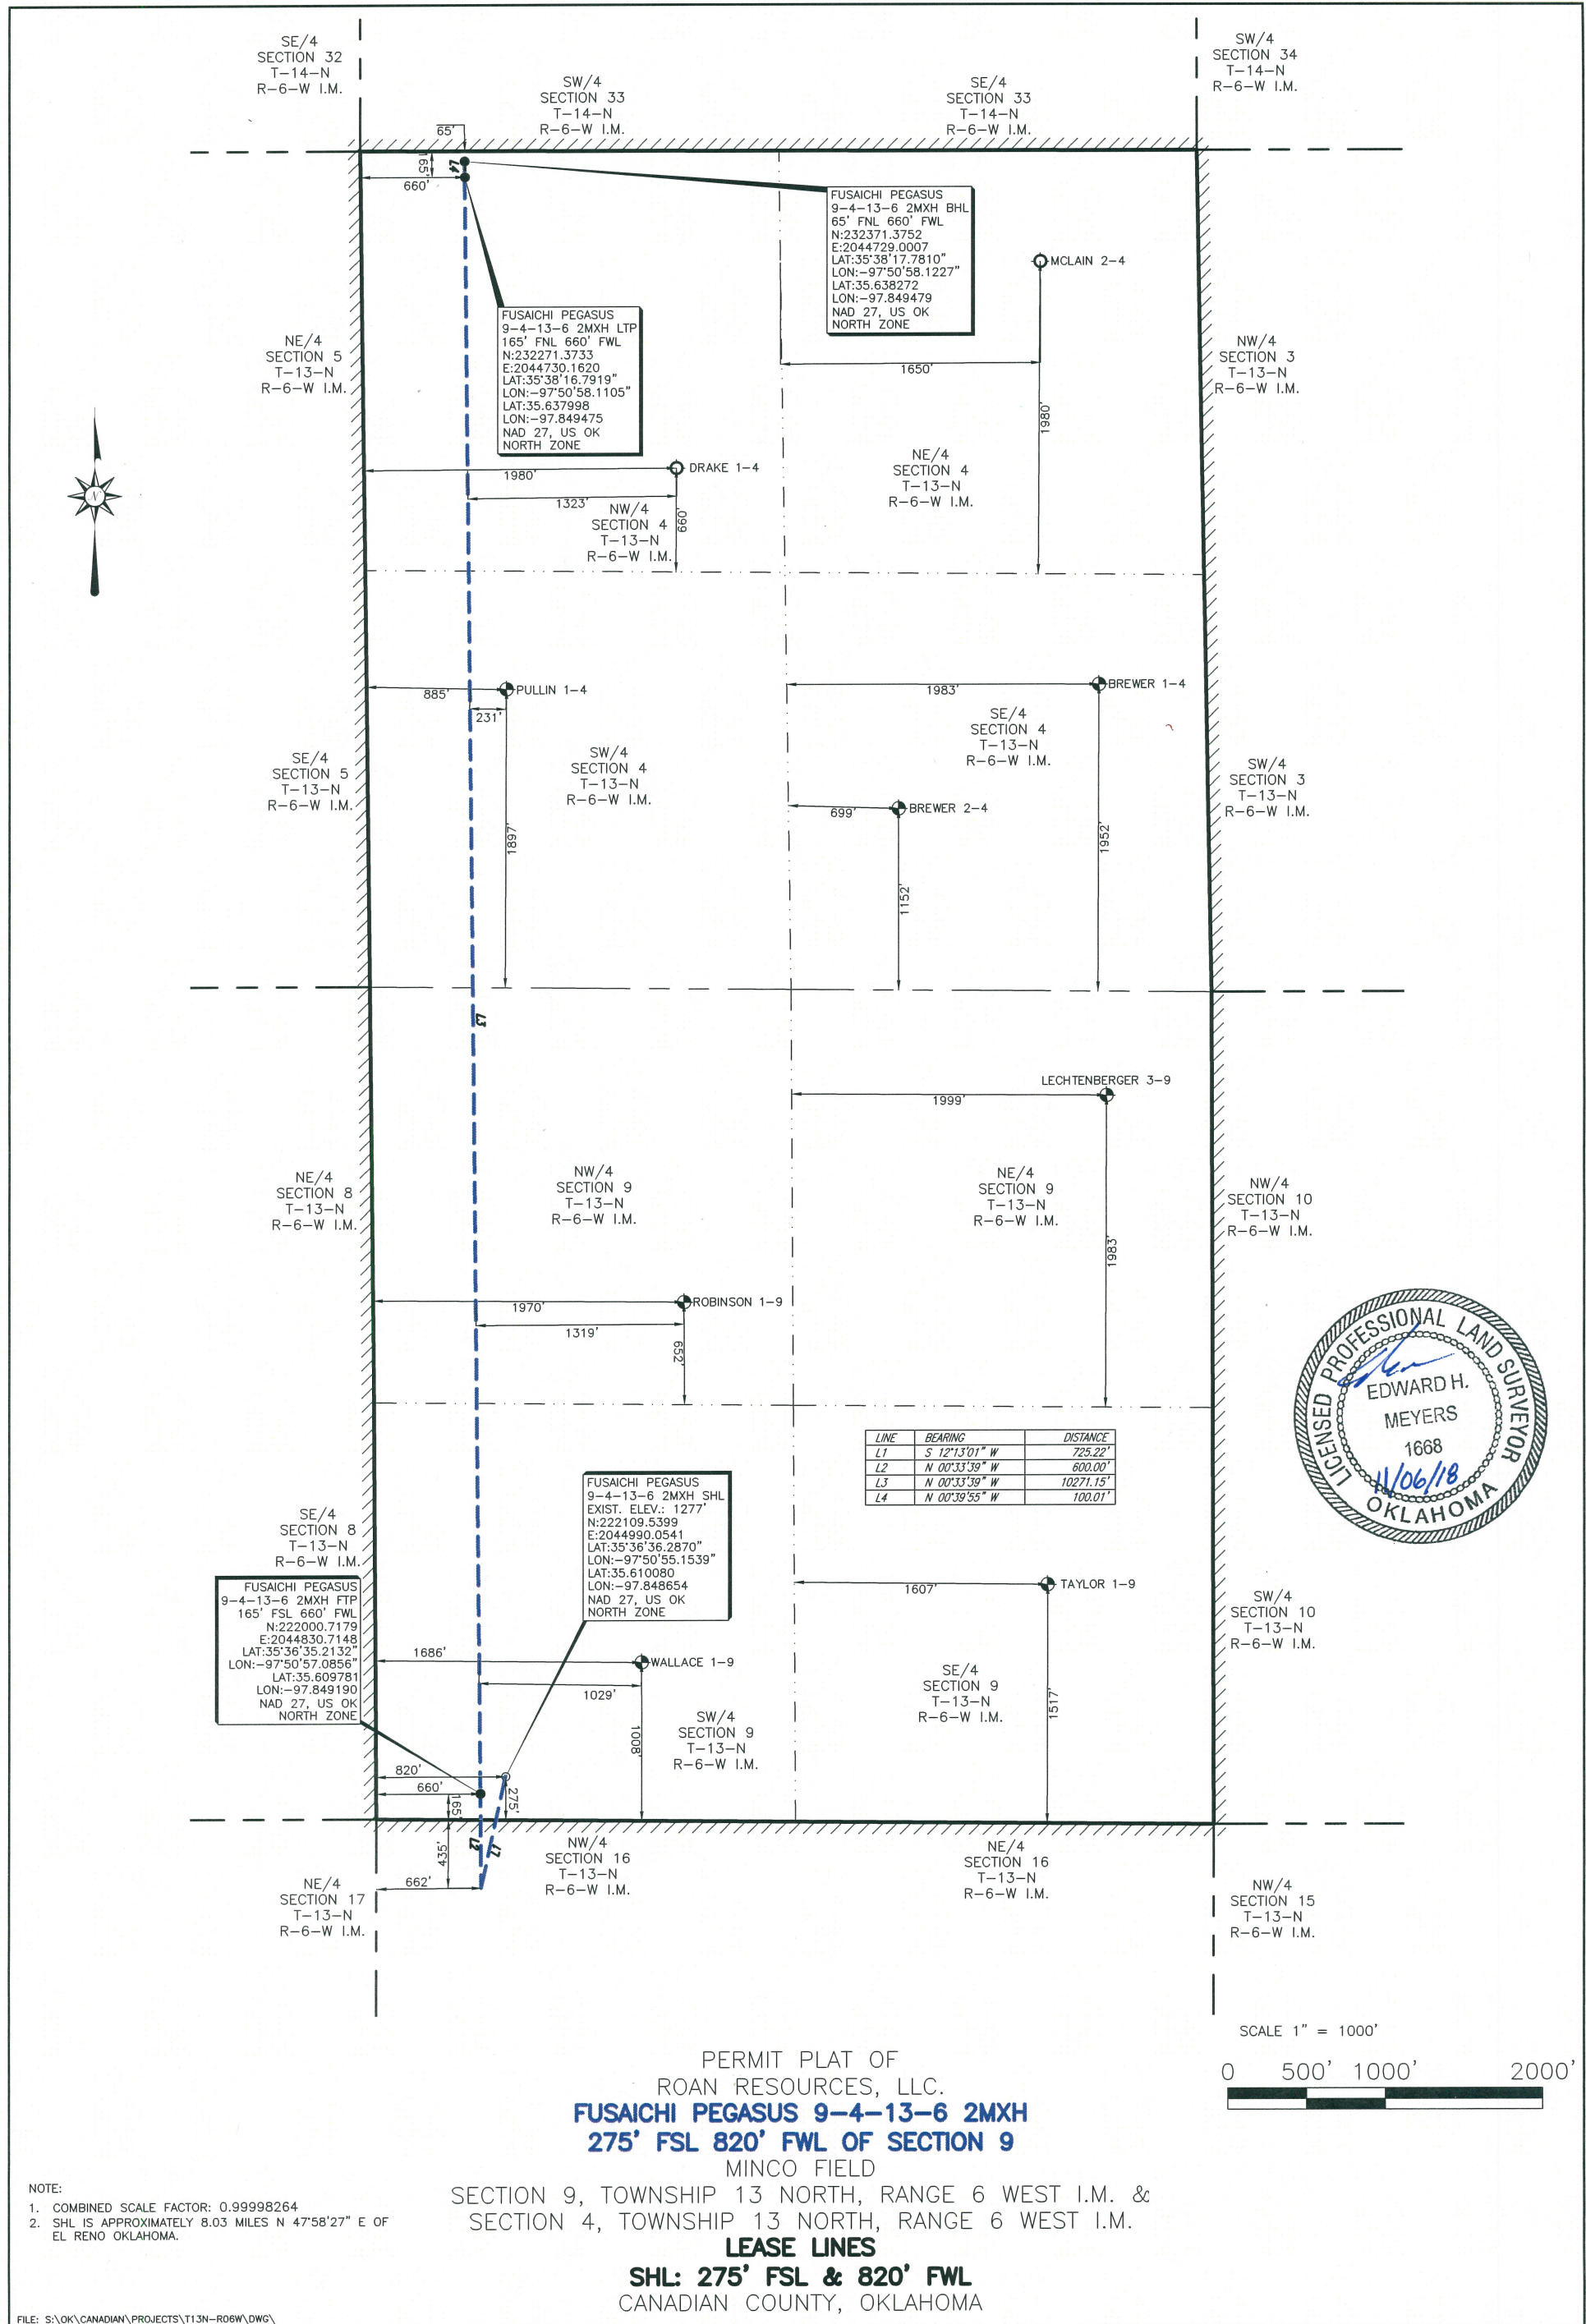 SE/4
SECTION 32
T-14-N
R-6-W I.M.
SW/4
SECTION 33
T-14-N
R-6-W I.M.
SE/4
SECTION 33
T-14-N
R-6-W I.M.
SW/4
SECTION 34
T-14-N
R-6-W I.M.
65'
165'
L4
660'
FUSAICHI PEGASUS
9-4-13-6 2MXH BHL
65' FNL 660' FWL
N:232371.3752
E:2044729.0007
LAT:35°38'17.7810"
LON:-97°50'58.1227"
LAT:35.638272
LON:-97.849479
NAD 27, US OK
NORTH ZONE
MCLAIN 2-4
1650'
1980'
FUSAICHI PEGASUS
9-4-13-6 2MXH LTP
165' FNL 660' FWL
N:232271.3733
E:2044730.1620
LAT:35°38'16.7919"
LON:-97°50'58.1105"
LAT:35.637998
LON:-97.849475
NAD 27, US OK
NORTH ZONE
NE/4
SECTION 5
T-13-N
R-6-W I.M.
NW/4
SECTION 3
T-13-N
R-6-W I.M.
N
1980'
DRAKE 1-4
1323'
660'
NW/4
SECTION 4
T-13-N
R-6-W I.M.
NE/4
SECTION 4
T-13-N
R-6-W I.M.
885'
PULLIN 1-4
231'
1897'
1983'
BREWER 1-4
SE/4
SECTION 4
T-13-N
R-6-W I.M.
SE/4
SECTION 5
T-13-N
R-6-W I.M.
SW/4
SECTION 4
T-13-N
R-6-W I.M.
699'
BREWER 2-4
1152'
1952'
SW/4
SECTION 3
T-13-N
R-6-W I.M.
L3
LECHTENBERGER 3-9
1999'
1983'
NE/4
SECTION 8
T-13-N
R-6-W I.M.
NW/4
SECTION 9
T-13-N
R-6-W I.M.
NE/4
SECTION 9
T-13-N
R-6-W I.M.
NW/4
SECTION 10
T-13-N
R-6-W I.M.
1970'
ROBINSON 1-9
1319'
652'
LICENSED PROFESSIONAL LAND SURVEYOR
EDWARD H.
MEYERS
1668
11/06/18
OKLAHOMA
LINE BEARING DISTANCE
L1 S 12°13'01" W 725.22'
L2 N 00°33'39" W 600.00'
L3 N 00°33'39" W 10271.15'
L4 N 00°39'55" W 100.01'
FUSAICHI PEGASUS
9-4-13-6 2MXH SHL
EXIST. ELEV.: 1277'
N:222109.5399
E:2044990.0541
LAT:35°36'36.2870"
LON:-97°50'55.1539"
LAT:35.610080
LON:-97.848654
NAD 27, US OK
NORTH ZONE
SE/4
SECTION 8
T-13-N
R-6-W I.M.
FUSAICHI PEGASUS
9-4-13-6 2MXH FTP
165' FSL 660' FWL
N:222000.7179
E:2044830.7148
LAT:35°36'35.2132"
LON:-97°50'57.0856"
LAT:35.609781
LON:-97.849190
NAD 27, US OK
NORTH ZONE
1607'
TAYLOR 1-9
1517'
SW/4
SECTION 10
T-13-N
R-6-W I.M.
1686'
WALLACE 1-9
1029'
1008'
SW/4
SECTION 9
T-13-N
R-6-W I.M.
SE/4
SECTION 9
T-13-N
R-6-W I.M.
820'
660'
165'
275'
435'
L2
L1
662'
NE/4
SECTION 17
T-13-N
R-6-W I.M.
NW/4
SECTION 16
T-13-N
R-6-W I.M.
NE/4
SECTION 16
T-13-N
R-6-W I.M.
NW/4
SECTION 15
T-13-N
R-6-W I.M.
SCALE 1" = 1000'
0 500' 1000' 2000'
PERMIT PLAT OF
ROAN RESOURCES, LLC.
FUSAICHI PEGASUS 9-4-13-6 2MXH
275' FSL 820' FWL OF SECTION 9
MINCO FIELD
SECTION 9, TOWNSHIP 13 NORTH, RANGE 6 WEST I.M. &
SECTION 4, TOWNSHIP 13 NORTH, RANGE 6 WEST I.M.
LEASE LINES
SHL: 275' FSL & 820' FWL
CANADIAN COUNTY, OKLAHOMA
NOTE:
1. COMBINED SCALE FACTOR: 0.99998264
2. SHL IS APPROXIMATELY 8.03 MILES N 47°58'27" E OF
EL RENO OKLAHOMA.
FILE: S:\OK\CANADIAN\PROJECTS\T13N-R06W\DWG\